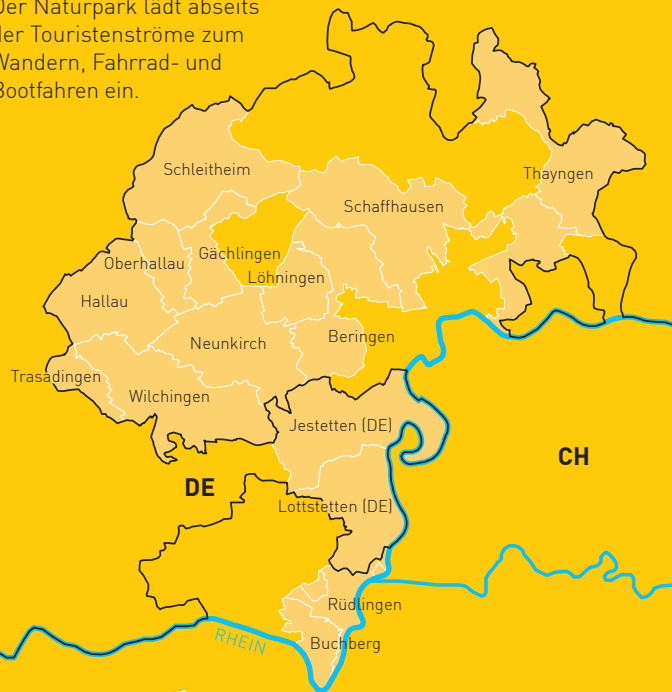 Der Naturpark lädt abseits
der Touristenströme zum
Wandern, Fahrrad- und
Bootfahren ein.
Schleitheim
Thayngen
Schaffhausen
Gächlingen
Oberhallau
Löhningen
Hallau
Beringen
Neunkirch
Trasadingen
Wilchingen
Jestetten (DE)
CH
DE
Lottstetten (DE)
Rüdlingen
RHEIN
Buchberg